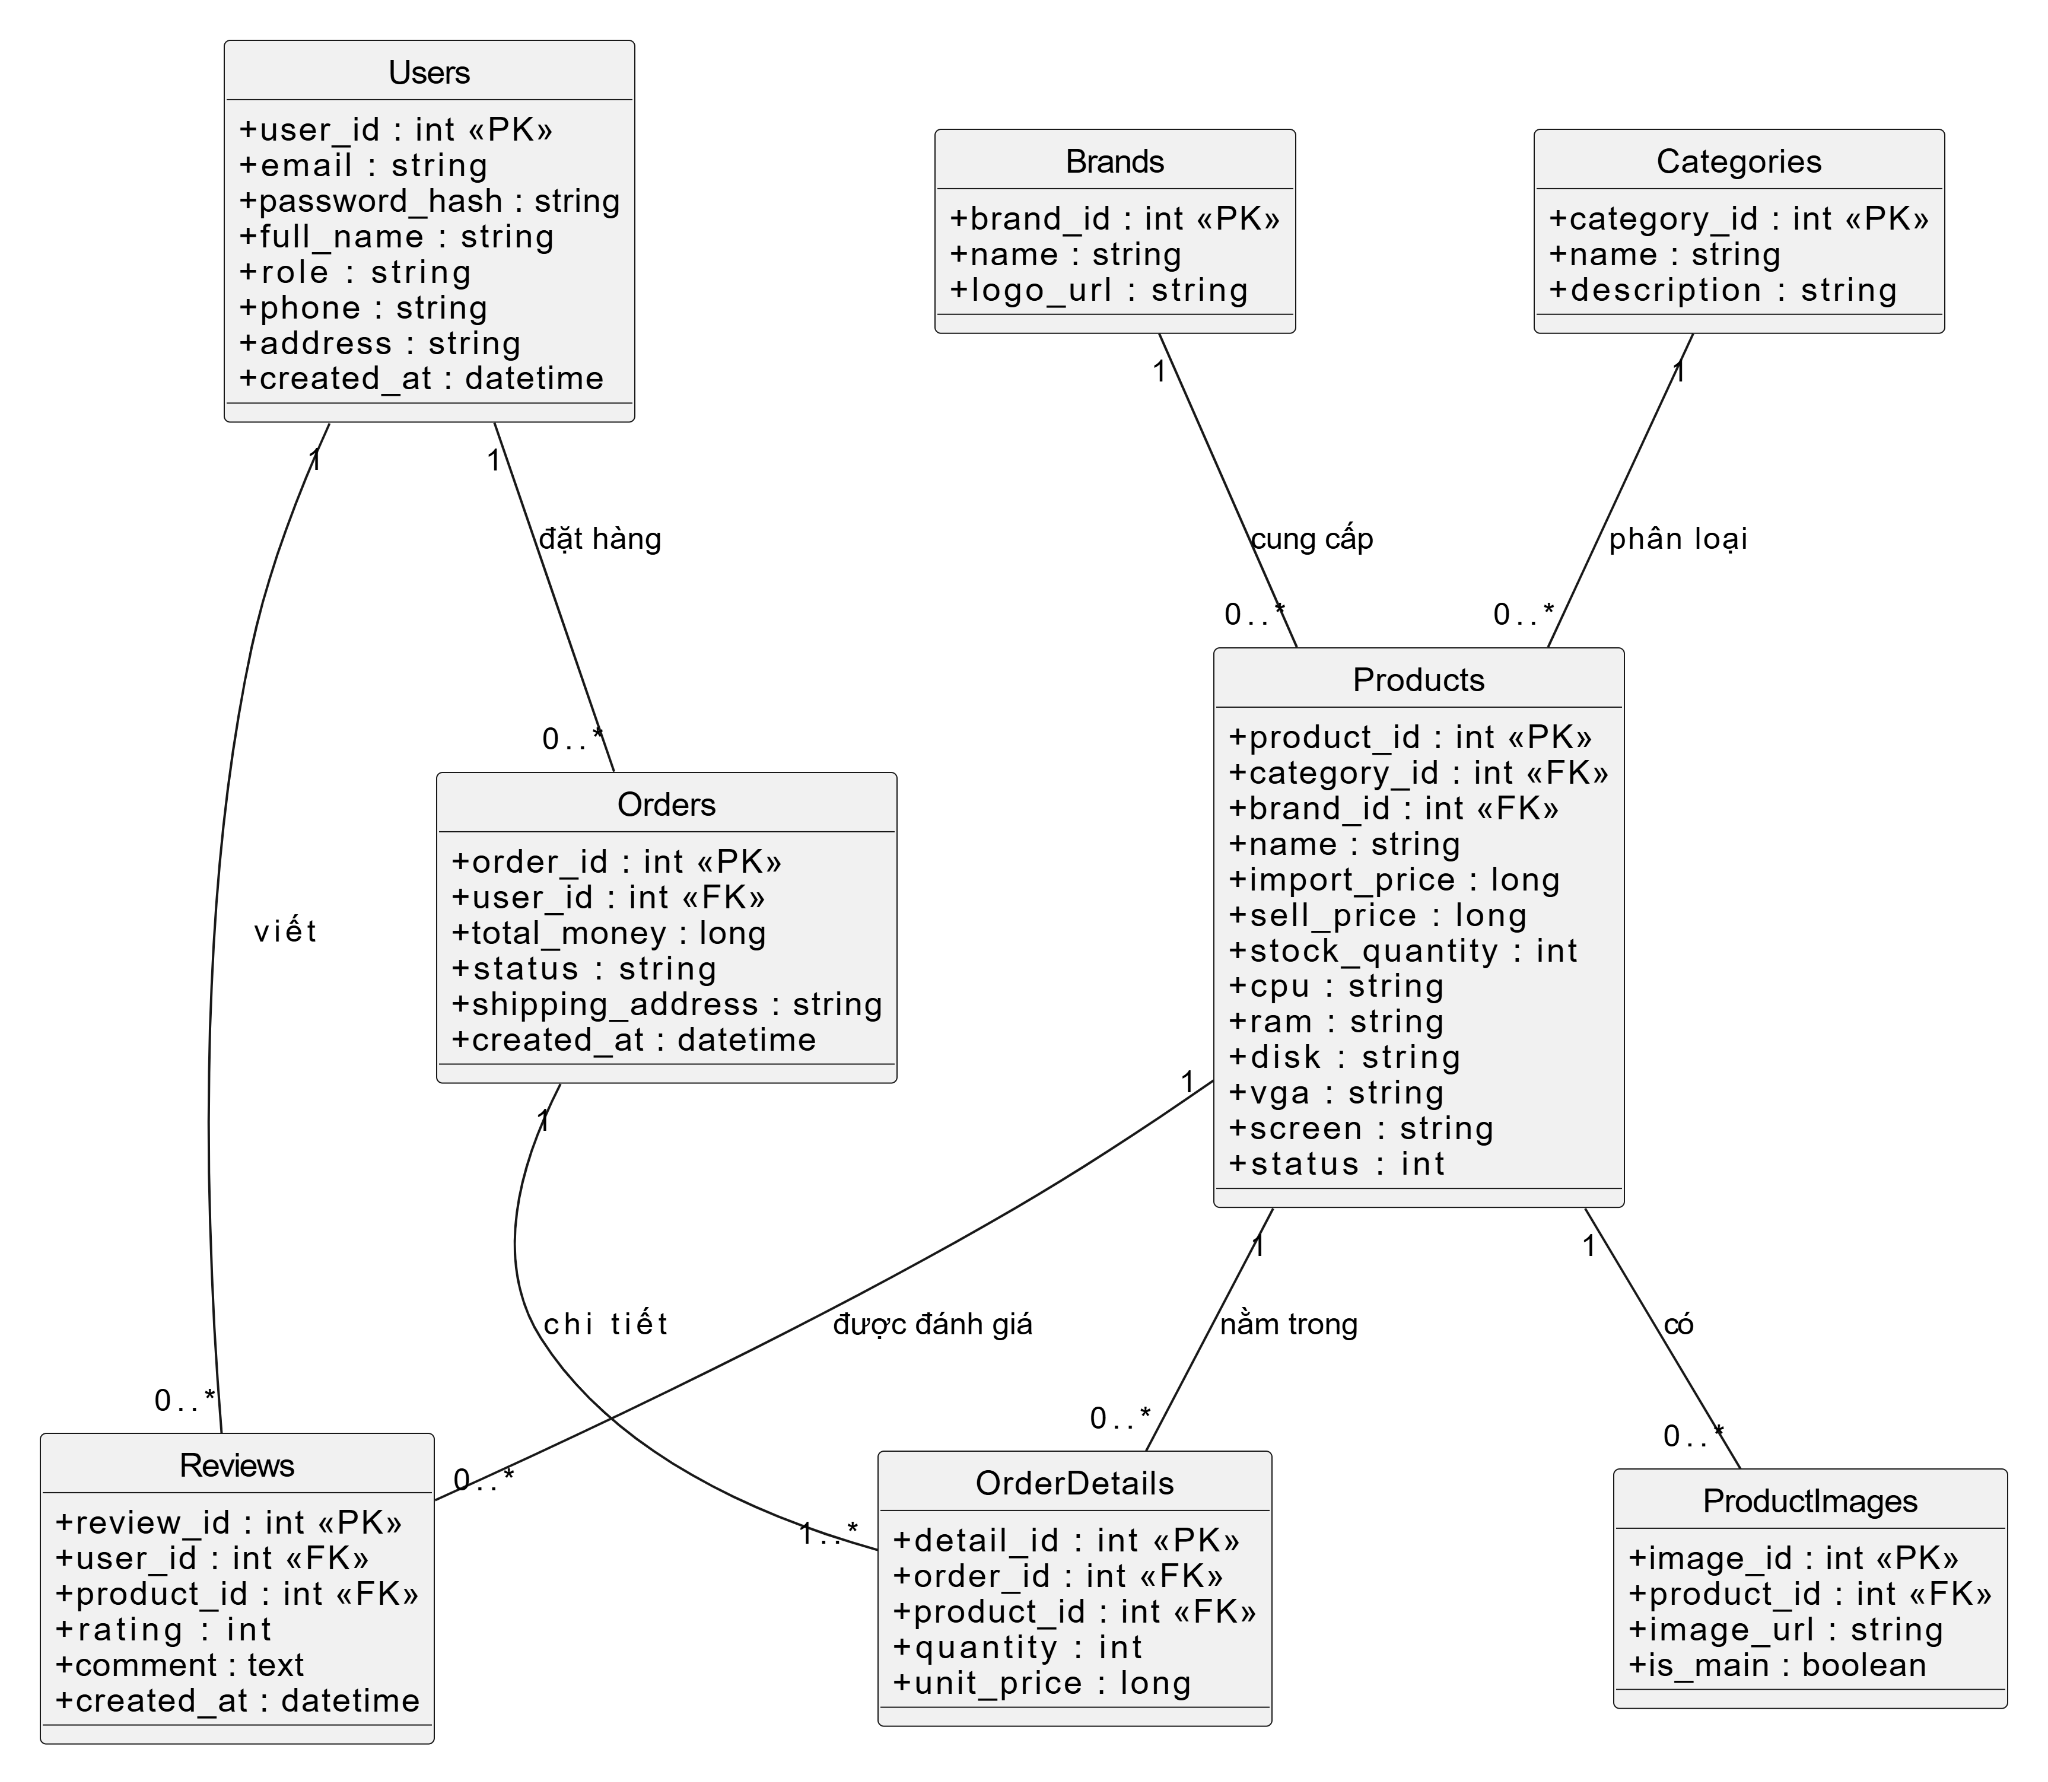 Users
+user_id : int «PK»
+email : string
+password_hash : string
+full_name : string
+role : string
+phone : string
+address : string
+created_at : datetime
Brands
+brand_id : int «PK»
+name : string
+logo_url : string
Categories
+category_id : int «PK»
+name : string
+description : string
1
1
1
1
đặt hàng
cung cấp
phân loại
0..*
0..*
0..*
Products
+product_id : int «PK»
+category_id : int «FK»
+brand_id : int «FK»
+name : string
+import_price : long
+sell_price : long
+stock_quantity : int
+cpu : string
+ram : string
+disk : string
+vga : string
+screen : string
+status : int
Orders
+order_id : int «PK»
+user_id : int «FK»
+total_money : long
+status : string
+shipping_address : string
+created_at : datetime
viết
1
1
1
1
chi tiết
được đánh giá
nằm trong
có
0..*
0..*
1..*
0..*
0..*
Reviews
+review_id : int «PK»
+user_id : int «FK»
+product_id : int «FK»
+rating : int
+comment : text
+created_at : datetime
OrderDetails
+detail_id : int «PK»
+order_id : int «FK»
+product_id : int «FK»
+quantity : int
+unit_price : long
ProductImages
+image_id : int «PK»
+product_id : int «FK»
+image_url : string
+is_main : boolean